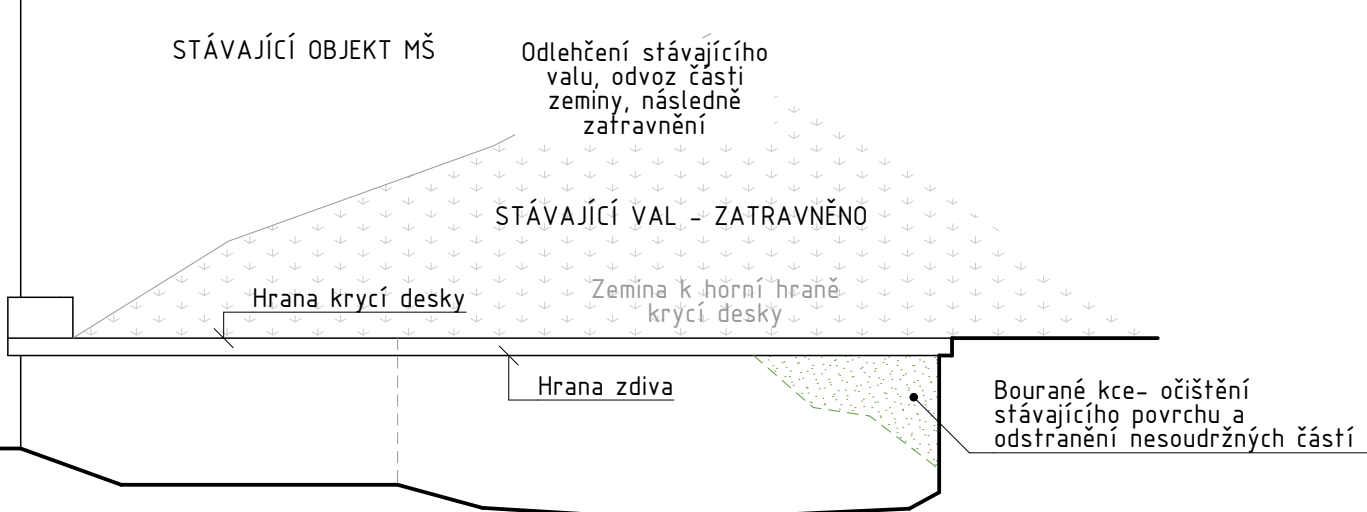 STÁVAJÍCÍ OBJEKT MŠ
Odlehčení stávajícího
valu, odvoz části
zeminy, následně
zatravnění
STÁVAJÍCÍ VAL - ZATRAVNĚNO
Zemina k horní hraně
krycí desky
Hrana krycí desky
Hrana zdiva
Bourané kce- očištění
stávajícího povrchu a
odstranění nesoudržných částí